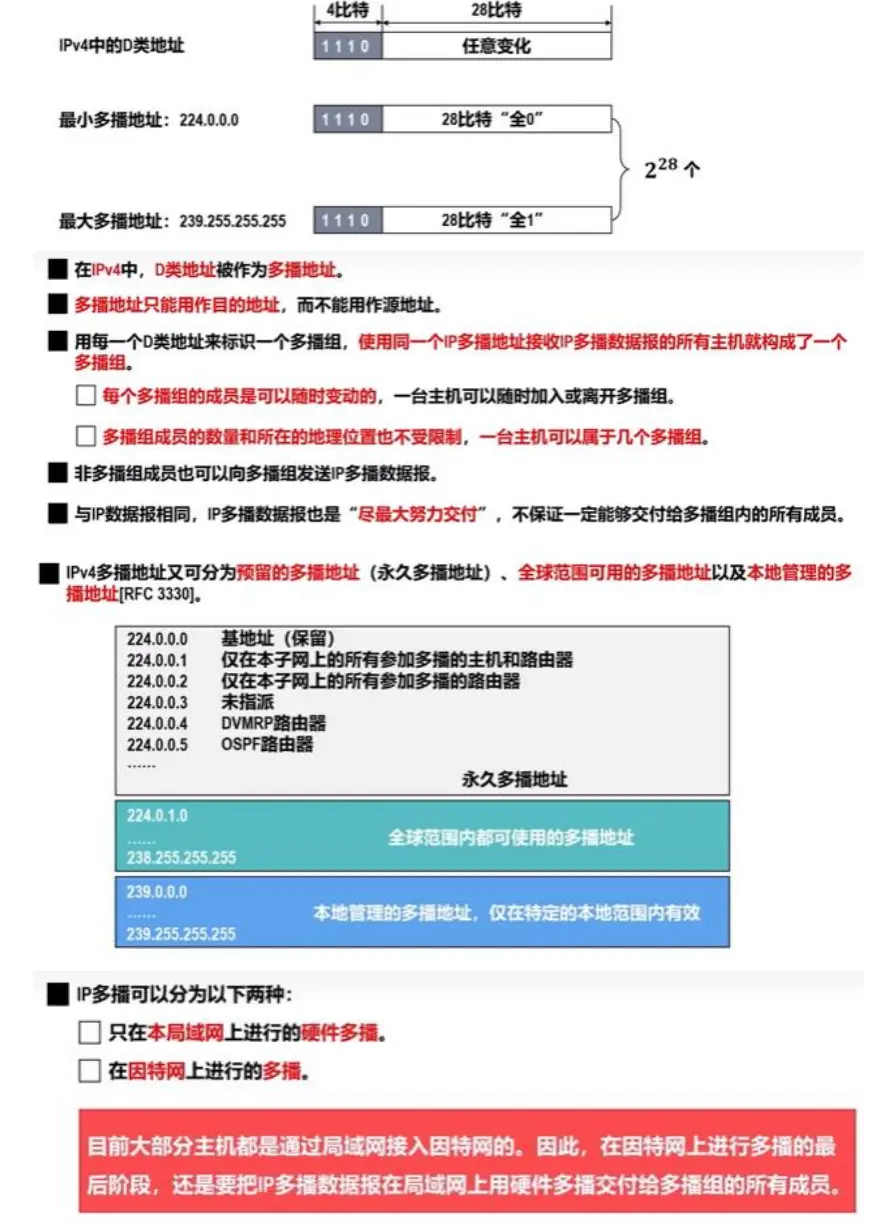 4比特 28比特
IPv4中的D类地址 1 1 1 0 任意变化
最小多播地址：224.0.0.0 1 1 1 0 28比特“全0”
2²⁸ 个
最大多播地址：239.255.255.255 1 1 1 0 28比特“全1”
在IPv4中，D类地址被作为多播地址。
多播地址只能用作目的地址，而不能用作源地址。
用每一个D类地址来标识一个多播组，使用同一个IP多播地址接收IP多播数据报的所有主机就构成了一个
多播组。
每个多播组的成员是可以随时变动的，一台主机可以随时加入或离开多播组。
多播组成员的数量和所在的地理位置也不受限制，一台主机可以属于几个多播组。
非多播组成员也可以向多播组发送IP多播数据报。
与IP数据报相同，IP多播数据报也是“尽最大努力交付”，不保证一定能够交付给多播组内的所有成员。
IPv4多播地址又可分为预留的多播地址（永久多播地址）、全球范围可用的多播地址以及本地管理的多
播地址[RFC 3330]。
224.0.0.0 基地址（保留）
224.0.0.1 仅在本子网上的所有参加多播的主机和路由器
224.0.0.2 仅在本子网上的所有参加多播的路由器
224.0.0.3 未指派
224.0.0.4 DVMRP路由器
224.0.0.5 OSPF路由器
......
永久多播地址
224.0.1.0
......
全球范围内都可使用的多播地址
238.255.255.255
239.0.0.0
......
本地管理的多播地址，仅在特定的本地范围内有效
239.255.255.255
IP多播可以分为以下两种：
只在本局域网上进行的硬件多播。
在因特网上进行的多播。
目前大部分主机都是通过局域网接入因特网的。因此，在因特网上进行多播的最
后阶段，还是要把IP多播数据报在局域网上用硬件多播交付给多播组的所有成员。